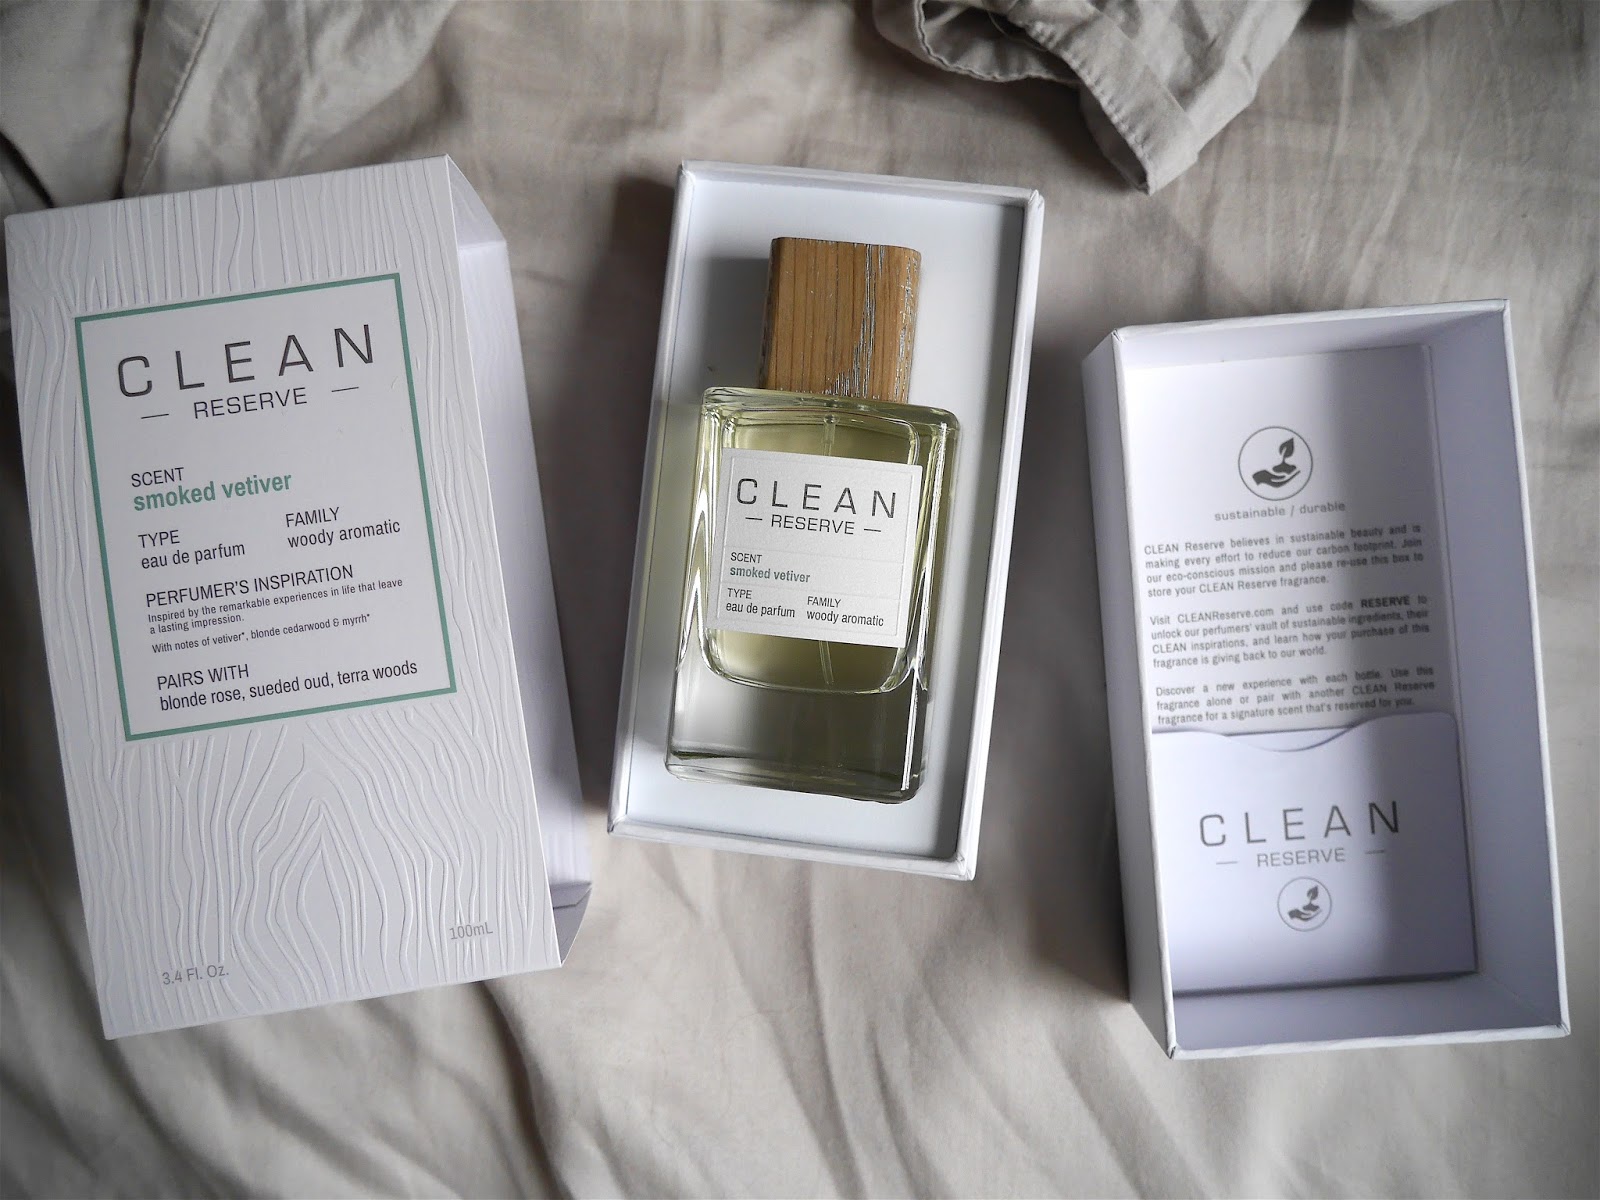 CLEAN
— RESERVE —
SCENT
smoked vetiver
TYPE
eau de parfum
FAMILY
woody aromatic
PERFUMER'S INSPIRATION
Inspired by the remarkable experiences in life that leave
a lasting impression.
With notes of vetiver*, blonde cedarwood & myrrh*
PAIRS WITH
blonde rose, sueded oud, terra woods
100mL
3.4 Fl. Oz.
CLEAN
— RESERVE —
SCENT
smoked vetiver
TYPE
eau de parfum
FAMILY
woody aromatic
sustainable / durable
CLEAN Reserve believes in sustainable beauty and is
making every effort to reduce our carbon footprint. Join
our eco-conscious mission and please re-use this box to
store your CLEAN Reserve fragrance.
Visit CLEANReserve.com and use code RESERVE to
unlock our perfumers' vault of sustainable ingredients, their
CLEAN inspirations, and learn how your purchase of this
fragrance is giving back to our world.
Discover a new experience with each bottle. Use this
fragrance alone or pair with another CLEAN Reserve
fragrance for a signature scent that's reserved for you.
CLEAN
— RESERVE —